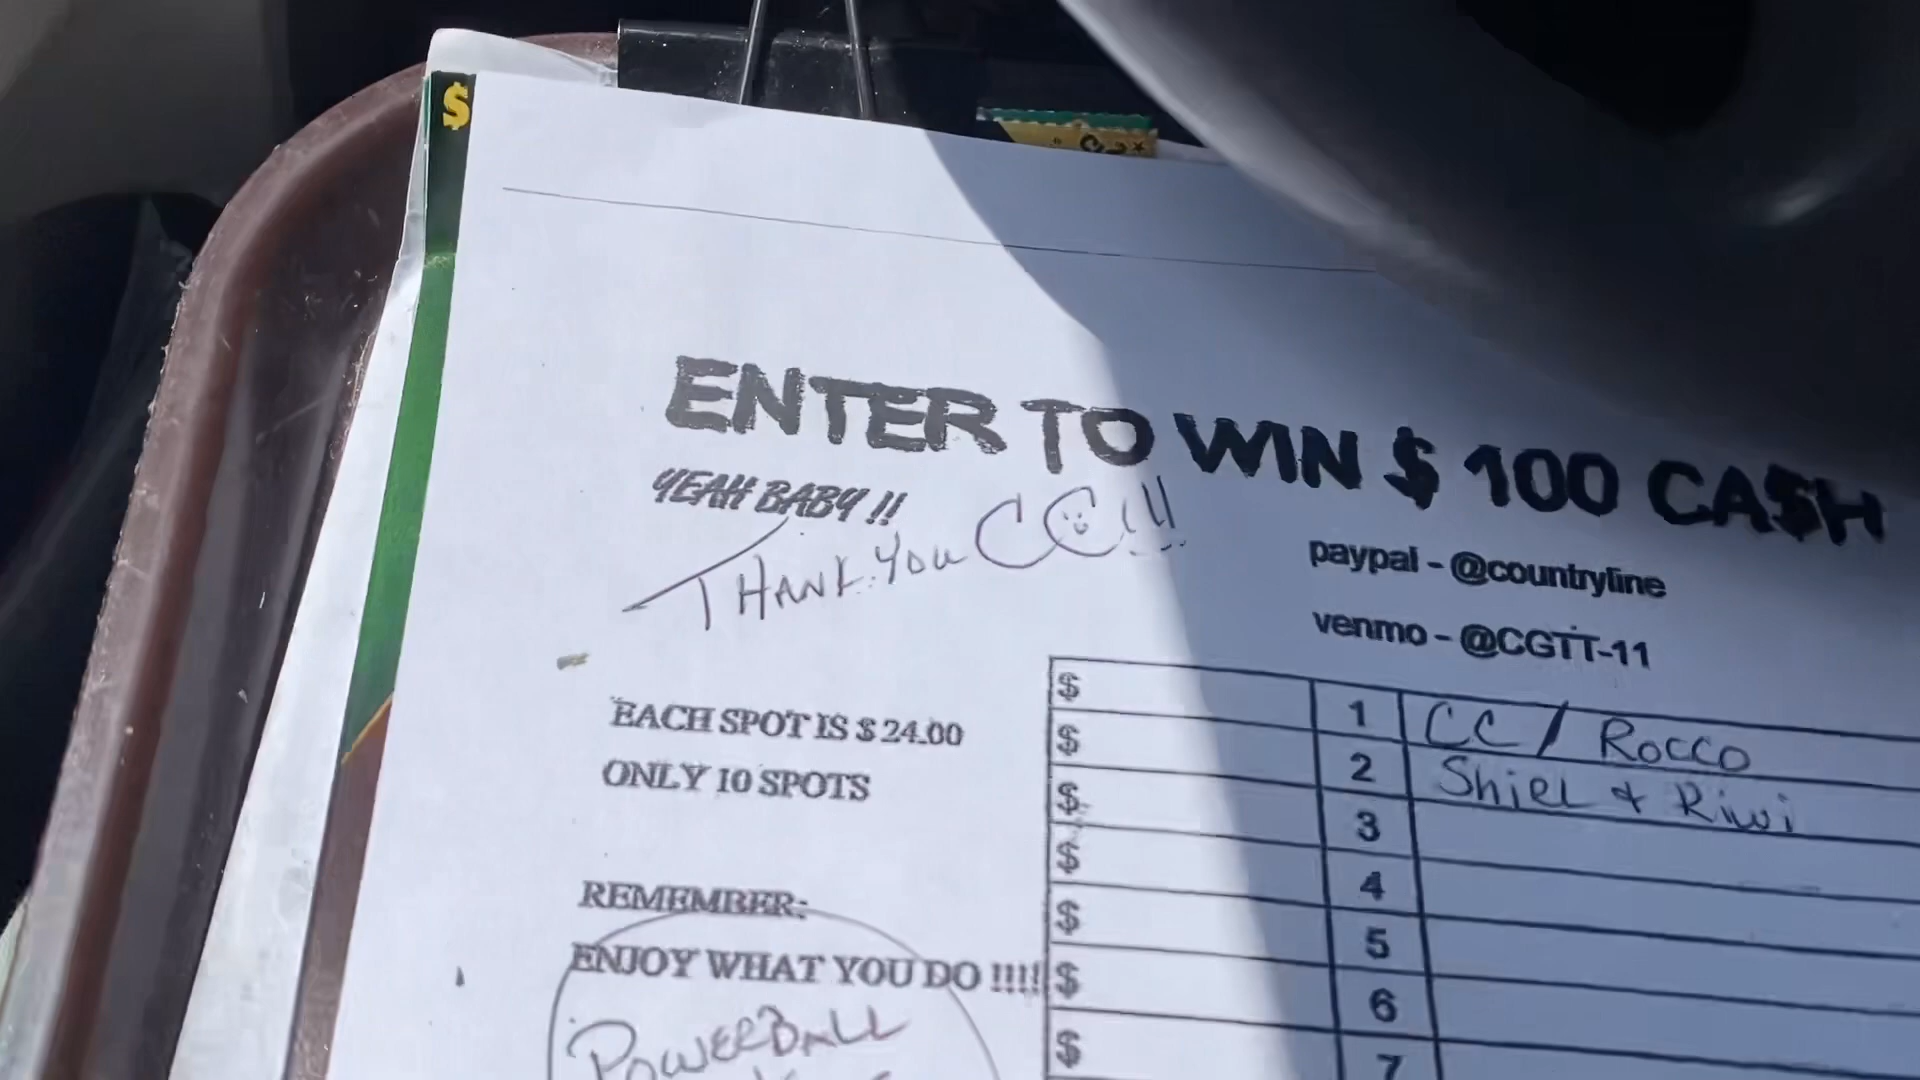 $
ENTER TO WIN $ 100 CASH
YEAH BABY !!
THANK YOU CC!!!
paypal - @countryline
venmo - @CGTT-11
EACH SPOT IS $ 24.00
ONLY 10 SPOTS
REMEMBER:
ENJOY WHAT YOU DO !!!!
POWERBALL
$ 1 CC / Rocco
$ 2 Shiel & Riwi
$ 3
$ 4
$ 5
$ 6
$ 7